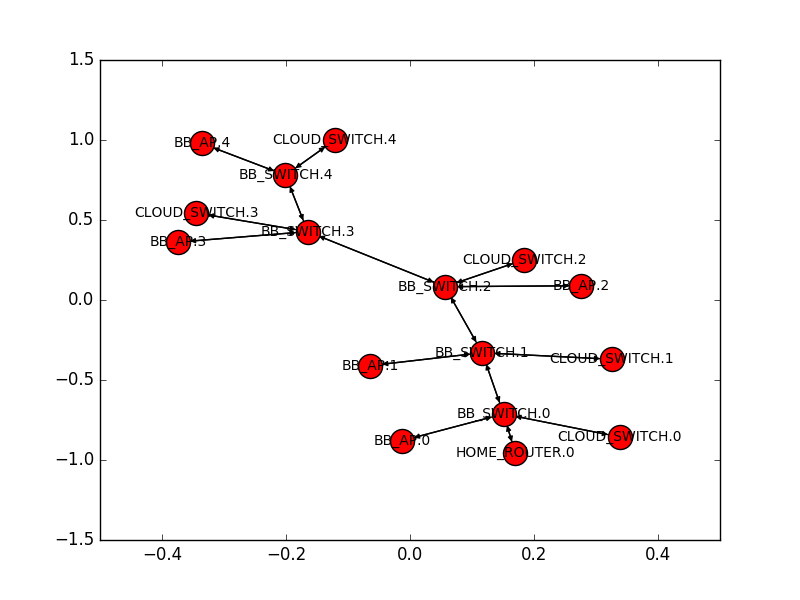 1.5
1.0
0.5
0.0
−0.5
−1.0
−1.5
BB_AP.4
CLOUD_SWITCH.4
BB_SWITCH.4
CLOUD_SWITCH.3
BB_AP.3
BB_SWITCH.3
CLOUD_SWITCH.2
BB_SWITCH.2
BB_AP.2
BB_SWITCH.1
BB_AP.1
CLOUD_SWITCH.1
BB_SWITCH.0
BB_AP.0
CLOUD_SWITCH.0
HOME_ROUTER.0
−0.4
−0.2
0.0
0.2
0.4